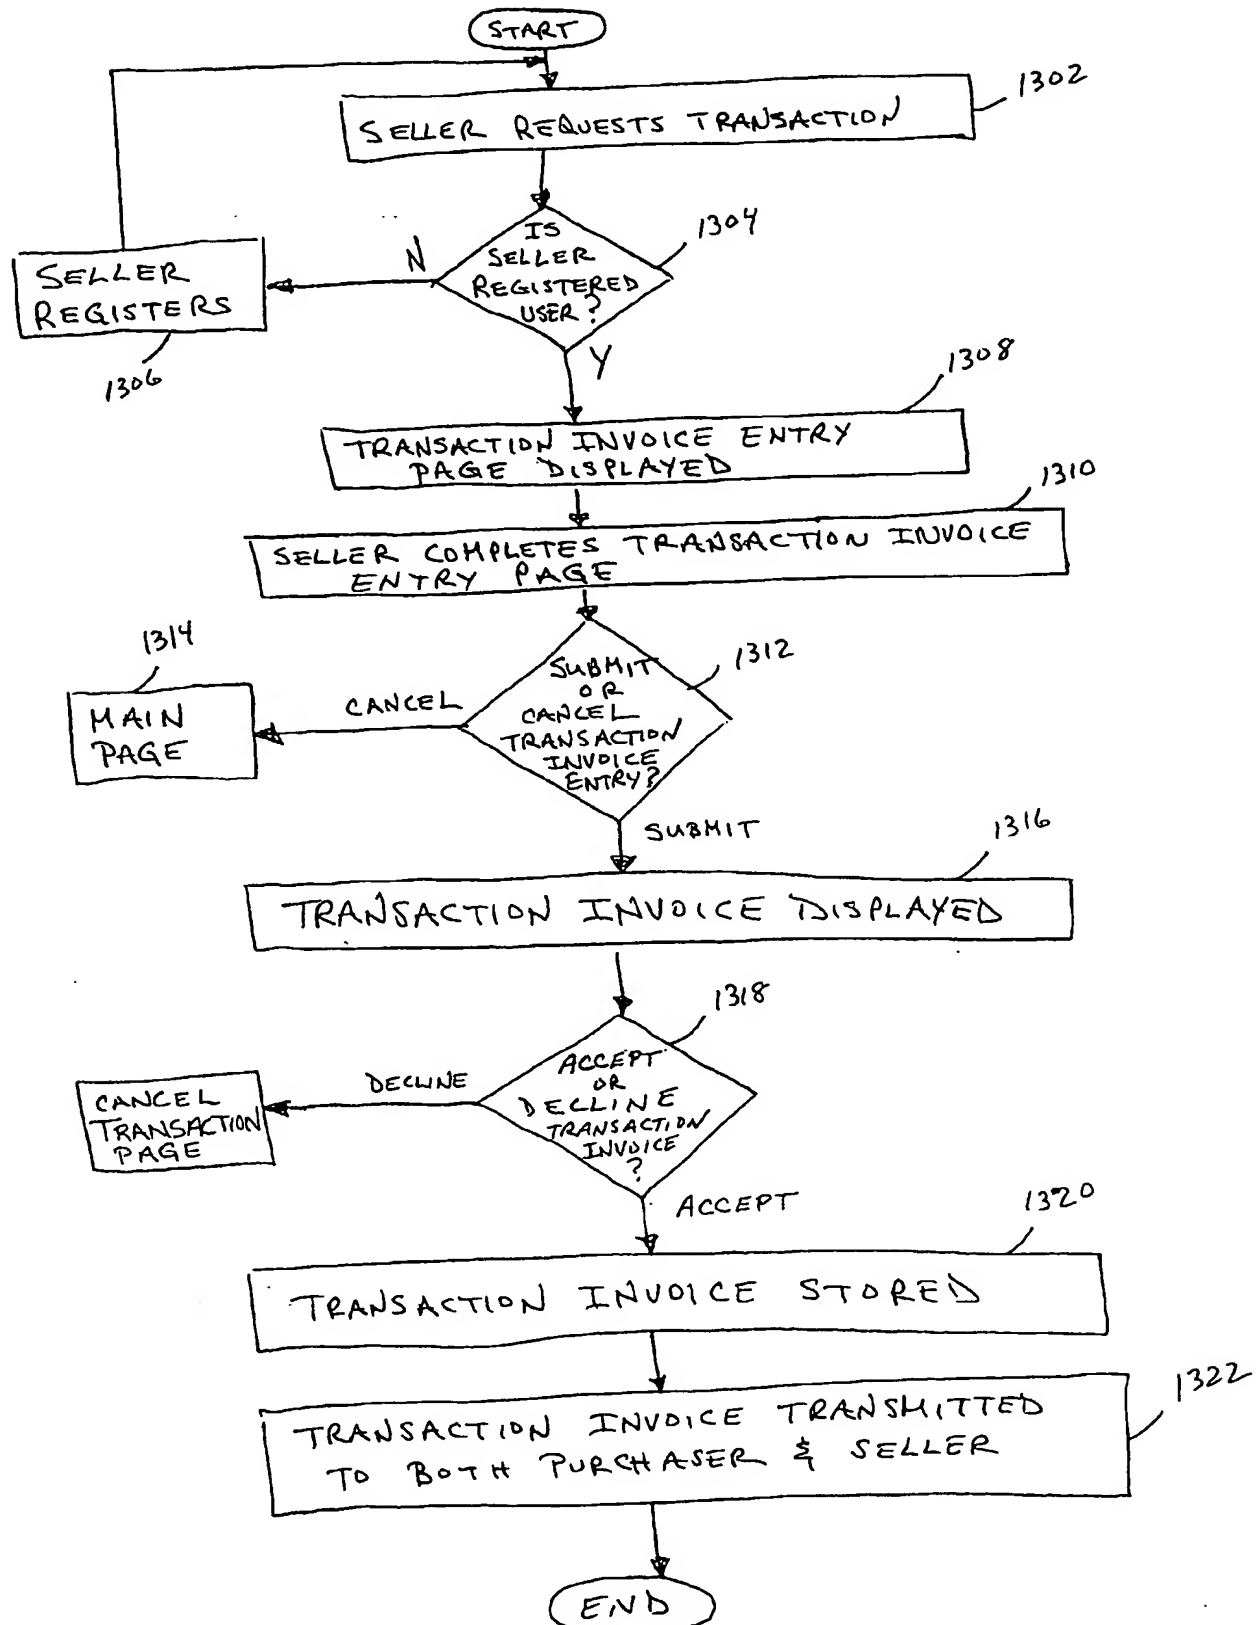 START
1302
SELLER REQUESTS TRANSACTION
1304
IS
SELLER
REGISTERED
USER?
N
SELLER
REGISTERS
1306
Y
1308
TRANSACTION INVOICE ENTRY
PAGE DISPLAYED
1310
SELLER COMPLETES TRANSACTION INVOICE
ENTRY PAGE
1312
SUBMIT
OR
CANCEL
TRANSACTION
INVOICE
ENTRY?
1314
CANCEL
MAIN
PAGE
SUBMIT
1316
TRANSACTION INVOICE DISPLAYED
1318
ACCEPT
OR
DECLINE
TRANSACTION
INVOICE
?
DECLINE
CANCEL
TRANSACTION
PAGE
ACCEPT
1320
TRANSACTION INVOICE STORED
1322
TRANSACTION INVOICE TRANSMITTED
TO BOTH PURCHASER & SELLER
END